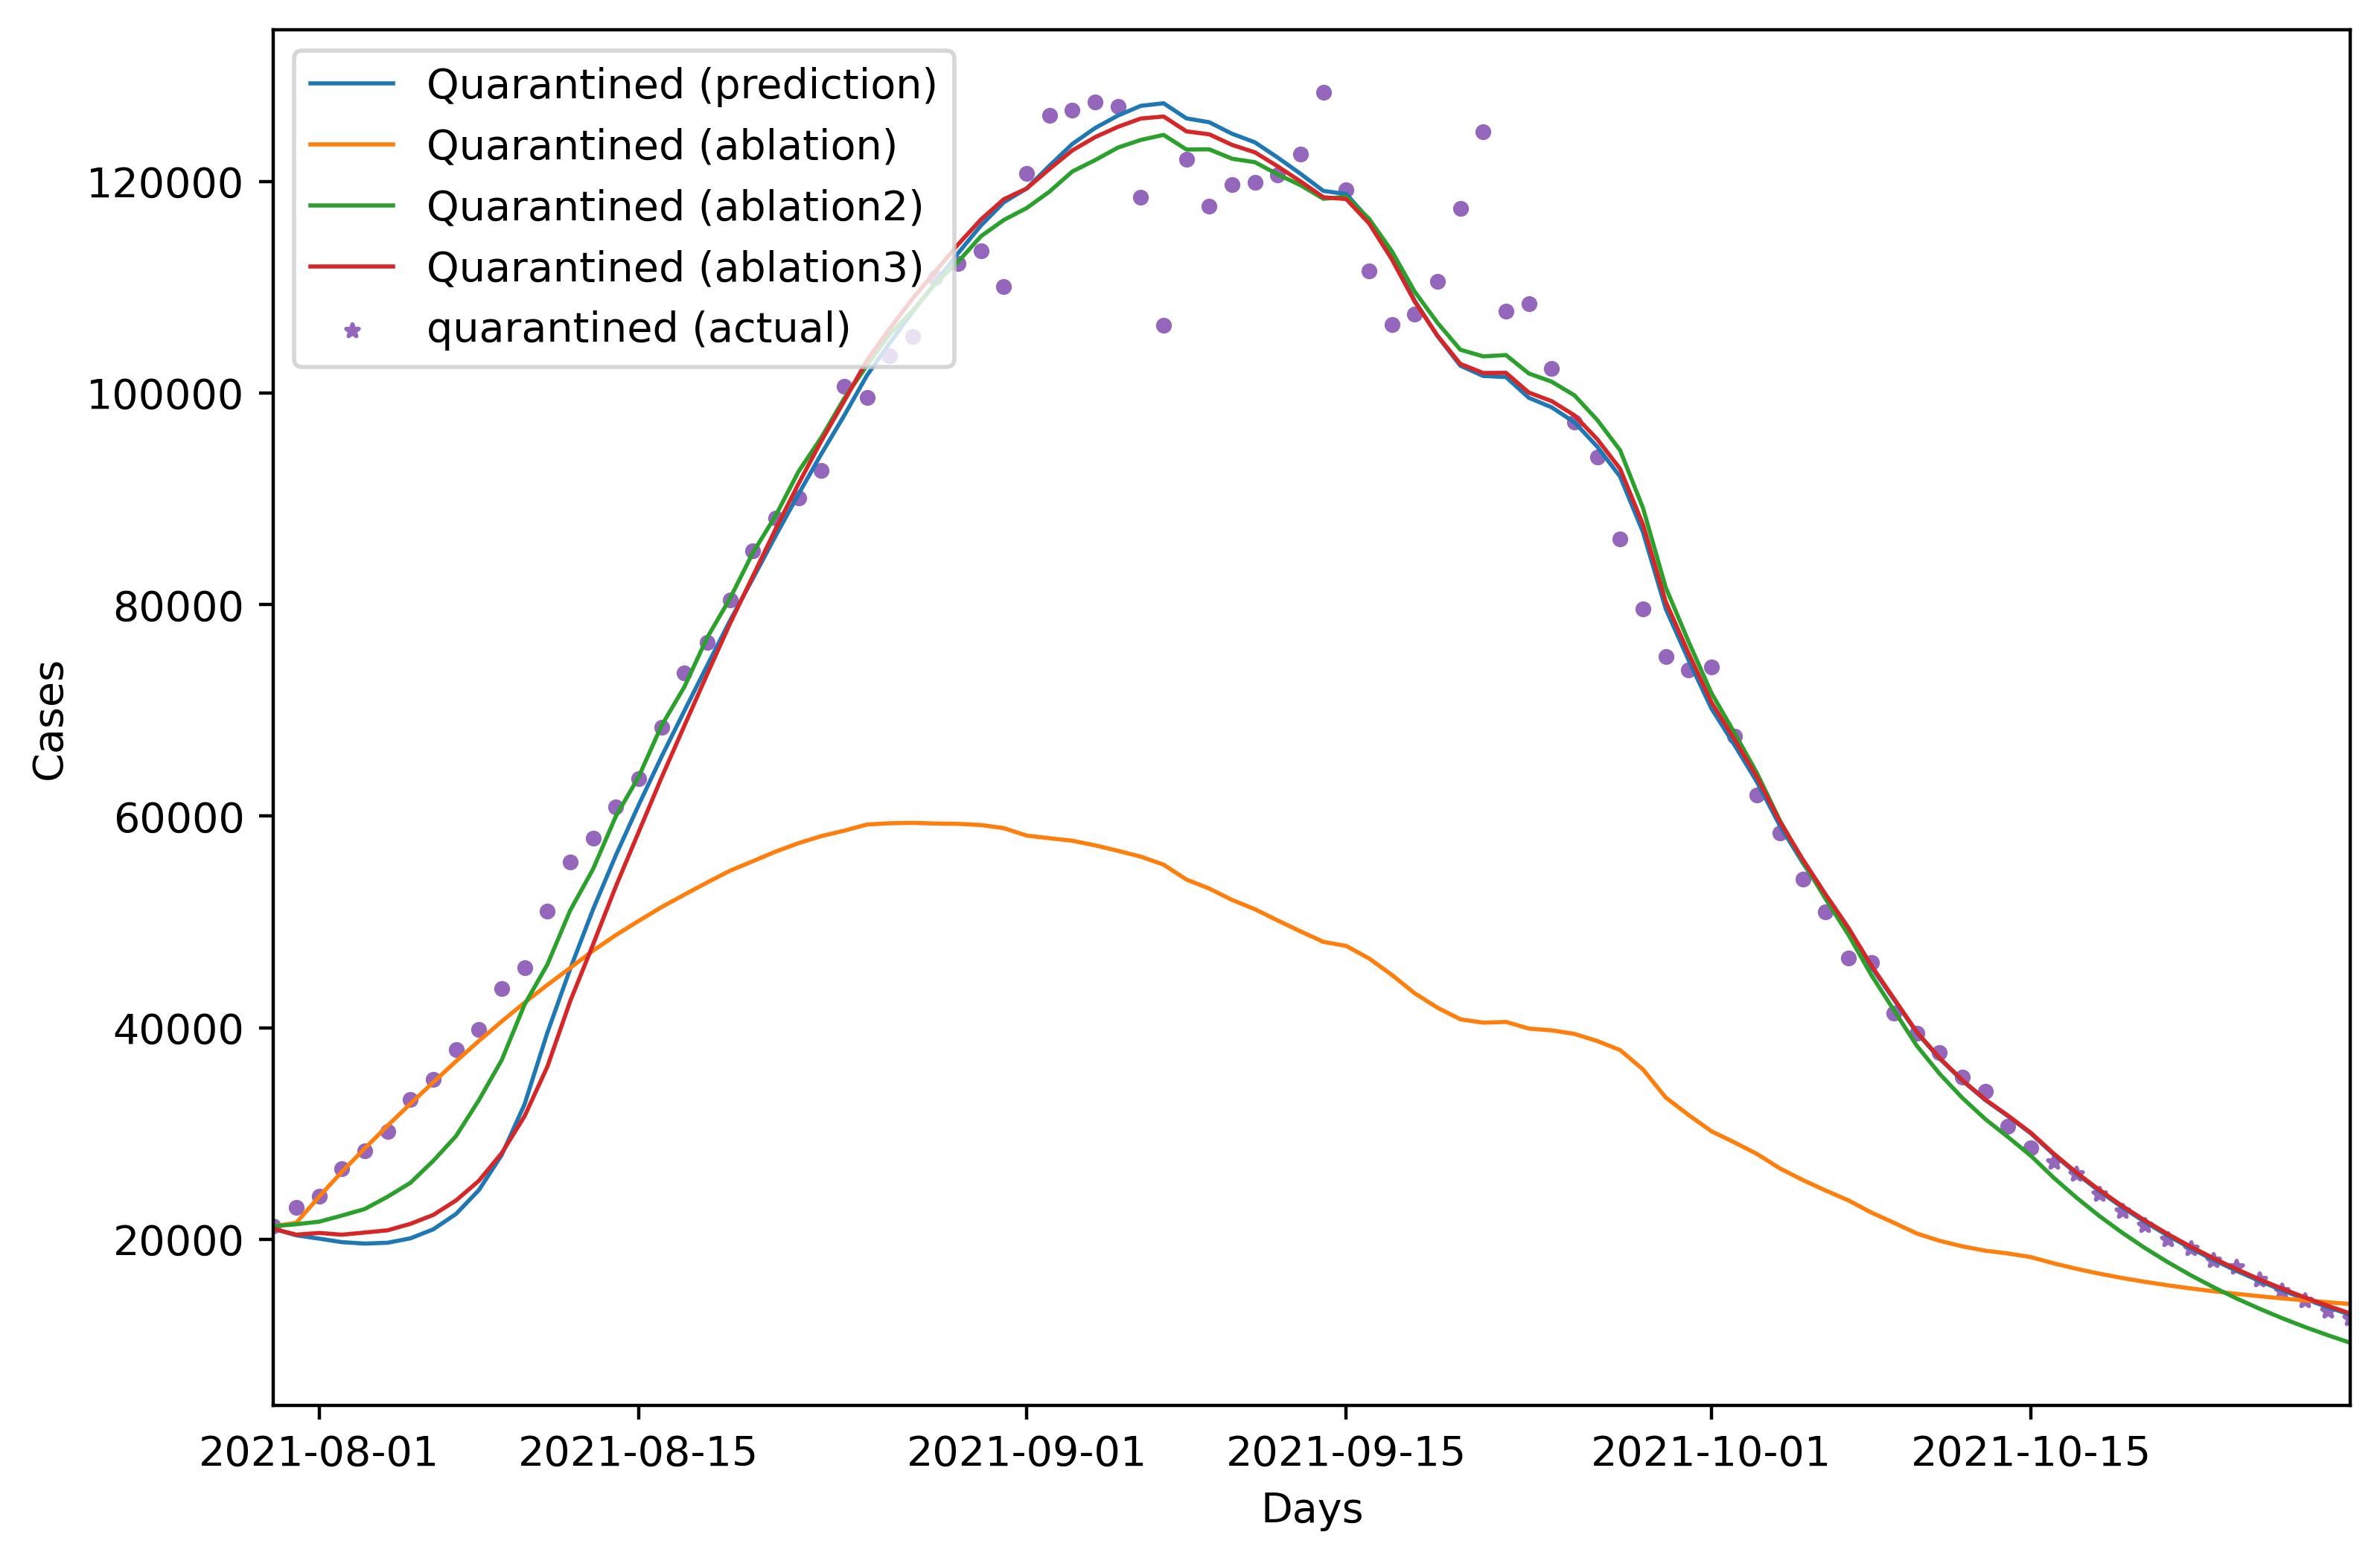 Quarantined (prediction)
Quarantined (ablation)
Quarantined (ablation2)
Quarantined (ablation3)
quarantined (actual)
120000
100000
80000
60000
40000
20000
Cases
2021-08-01 2021-08-15 2021-09-01 2021-09-15 2021-10-01 2021-10-15
Days